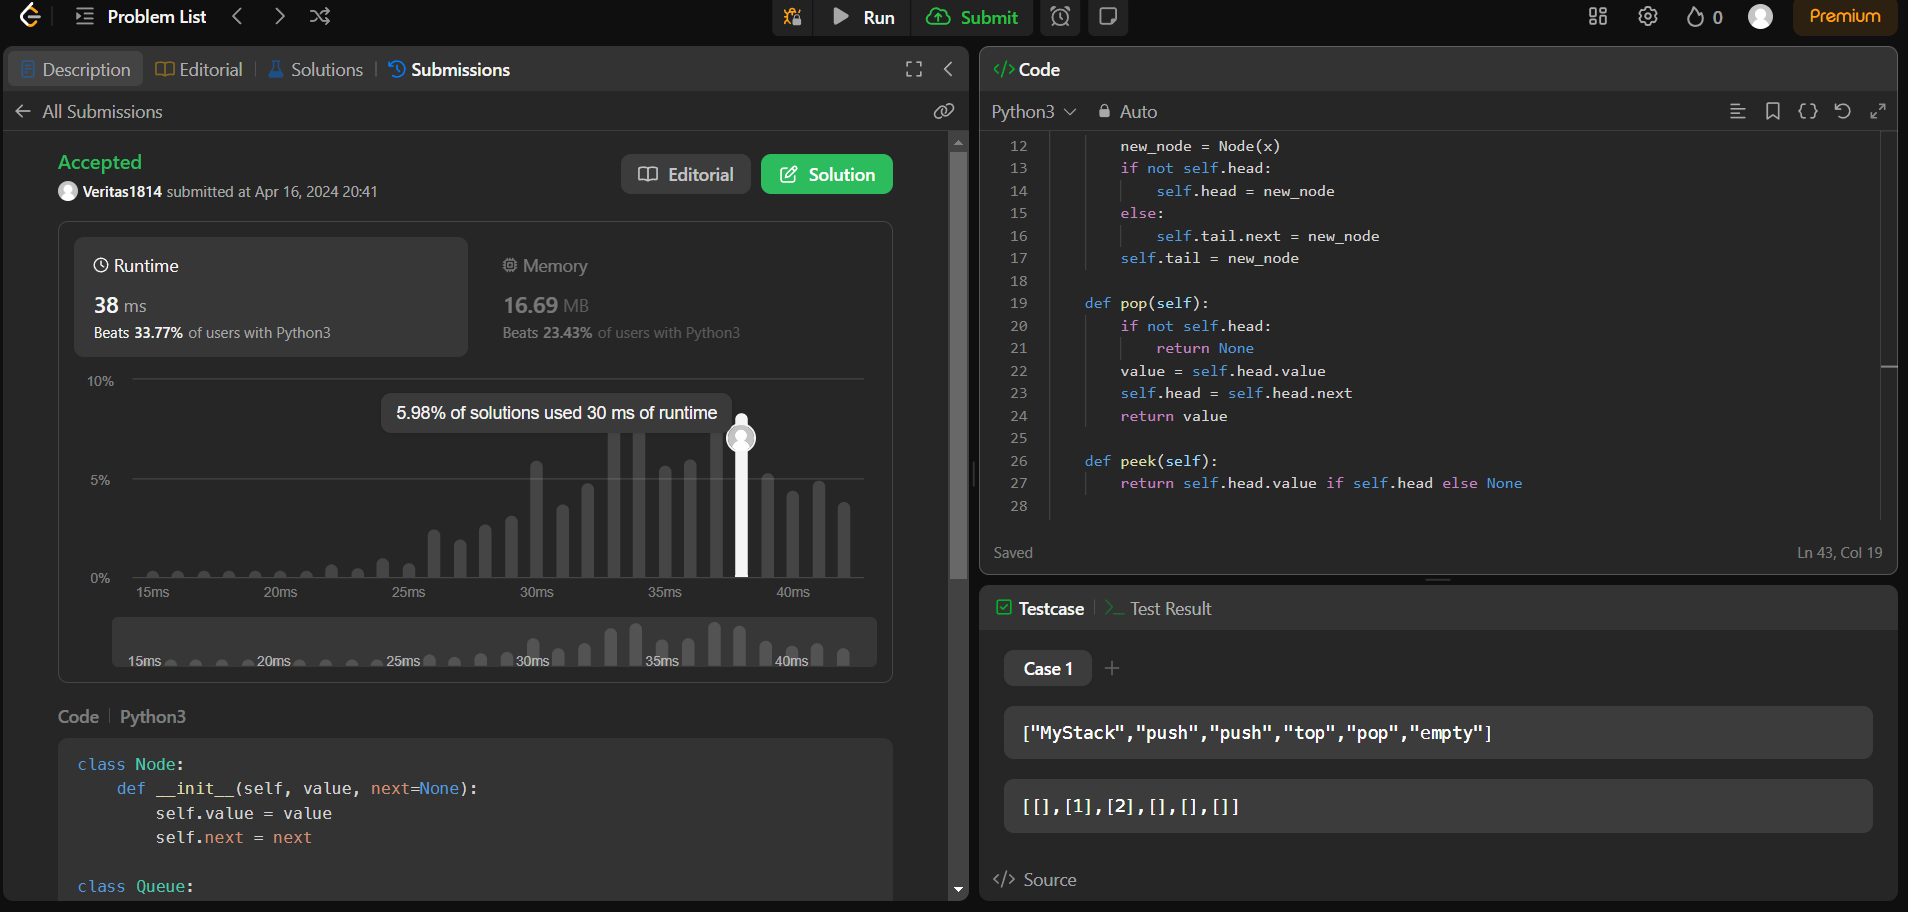 Problem List
Run
Submit
0
Premium
Description
Editorial
Solutions
Submissions
All Submissions
Accepted
Veritas1814 submitted at Apr 16, 2024 20:41
Editorial
Solution
Runtime
38 ms
Beats 33.77% of users with Python3
Memory
16.69 MB
Beats 23.43% of users with Python3
10%
5.98% of solutions used 30 ms of runtime
5%
0%
15ms 20ms 25ms 30ms 35ms 40ms
15ms 20ms 25ms 30ms 35ms 40ms
Code
Python3
class Node:
    def __init__(self, value, next=None):
        self.value = value
        self.next = next
class Queue:
</> Code
Python3
Auto
12 new_node = Node(x)
13 if not self.head:
14     self.head = new_node
15 else:
16     self.tail.next = new_node
17 self.tail = new_node
18
19 def pop(self):
20     if not self.head:
21         return None
22     value = self.head.value
23     self.head = self.head.next
24     return value
25
26 def peek(self):
27     return self.head.value if self.head else None
28
Saved
Ln 43, Col 19
Testcase
>_ Test Result
Case 1
+
["MyStack","push","push","top","pop","empty"]
[[],[1],[2],[],[],[]]
</> Source